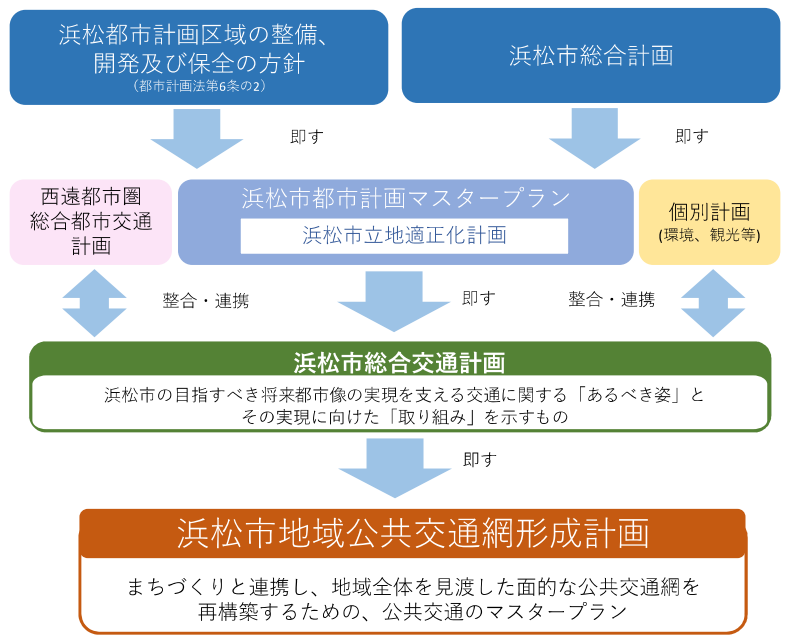 浜松都市計画区域の整備、
開発及び保全の方針
（都市計画法第6条の2）
浜松市総合計画
即す
即す
西遠都市圏
総合都市交通
計画
浜松市都市計画マスタープラン
浜松市立地適正化計画
個別計画
(環境、観光等)
整合・連携
即す
整合・連携
浜松市総合交通計画
浜松市の目指すべき将来都市像の実現を支える交通に関する「あるべき姿」と
その実現に向けた「取り組み」を示すもの
即す
浜松市地域公共交通網形成計画
まちづくりと連携し、地域全体を見渡した面的な公共交通網を
再構築するための、公共交通のマスタープラン